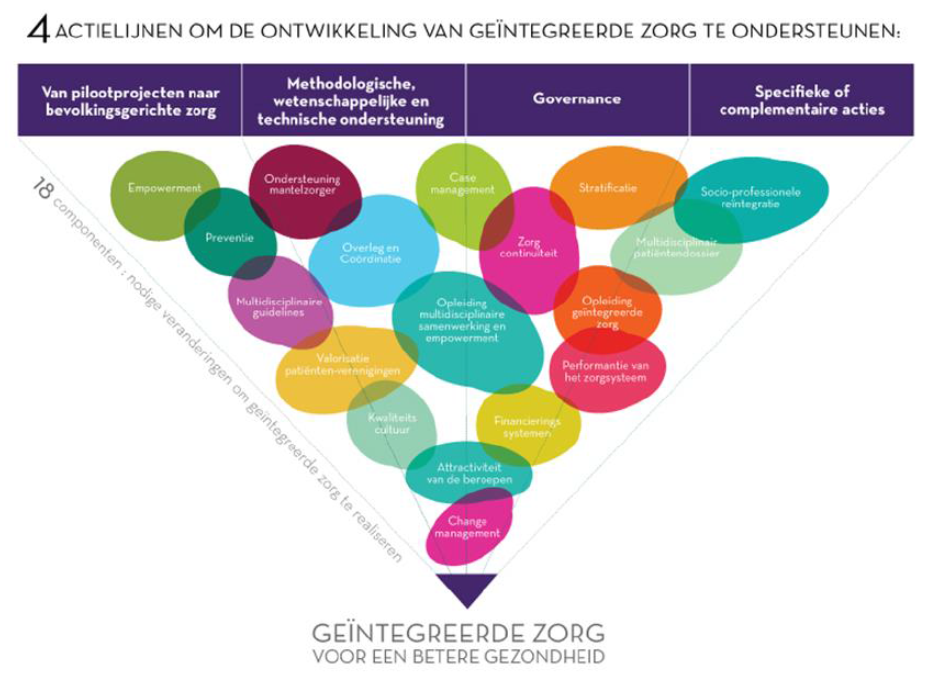 4 ACTIELIJNEN OM DE ONTWIKKELING VAN GEÏNTEGREERDE ZORG TE ONDERSTEUNEN:
Van pilootprojecten naar
bevolkingsgerichte zorg
Methodologische,
wetenschappelijke en
technische ondersteuning
Governance
Specifieke of
complementaire acties
18 componenten : nodige veranderingen om geïntegreerde zorg te realiseren
Empowerment
Ondersteuning
mantelzorger
Case
management
Stratificatie
Socio-professionele
reïntegratie
Preventie
Overleg en
Coördinatie
Zorg
continuïteit
Multidisciplinair
patiëntendossier
Multidisciplinaire
guidelines
Opleiding
multidisciplinaire
samenwerking en
empowerment
Opleiding
geïntegreerde
zorg
Valorisatie
patiënten-verenigingen
Performantie van
het zorgsysteem
Kwaliteits
cultuur
Financierings
systemen
Attractiviteit
van de beroepen
Change
management
GEÏNTEGREERDE ZORG
VOOR EEN BETERE GEZONDHEID